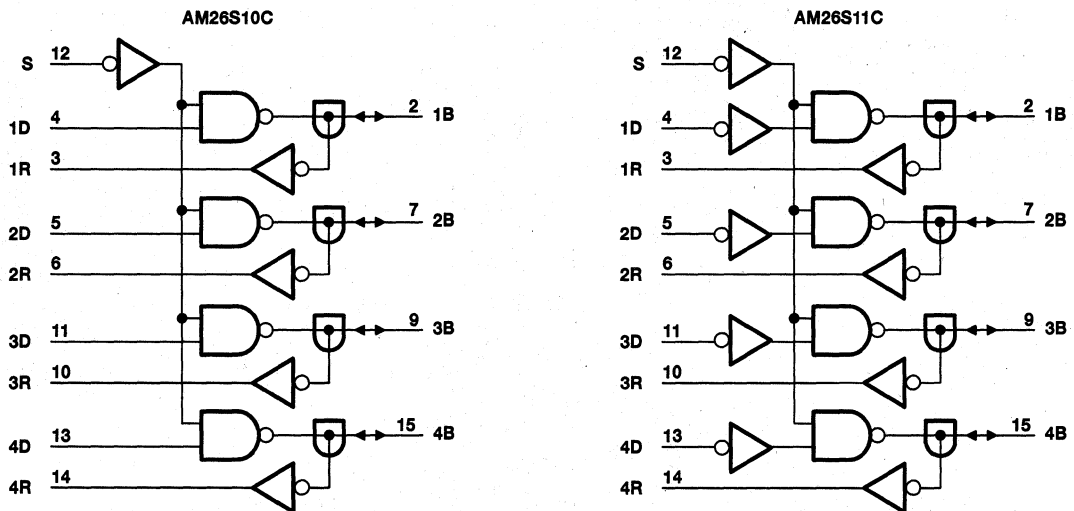 AM26S10C
S 12
2 1B
1D 4
1R 3
7 2B
2D 5
2R 6
9 3B
3D 11
3R 10
15 4B
4D 13
4R 14
AM26S11C
S 12
2 1B
1D 4
1R 3
7 2B
2D 5
2R 6
9 3B
3D 11
3R 10
15 4B
4D 13
4R 14